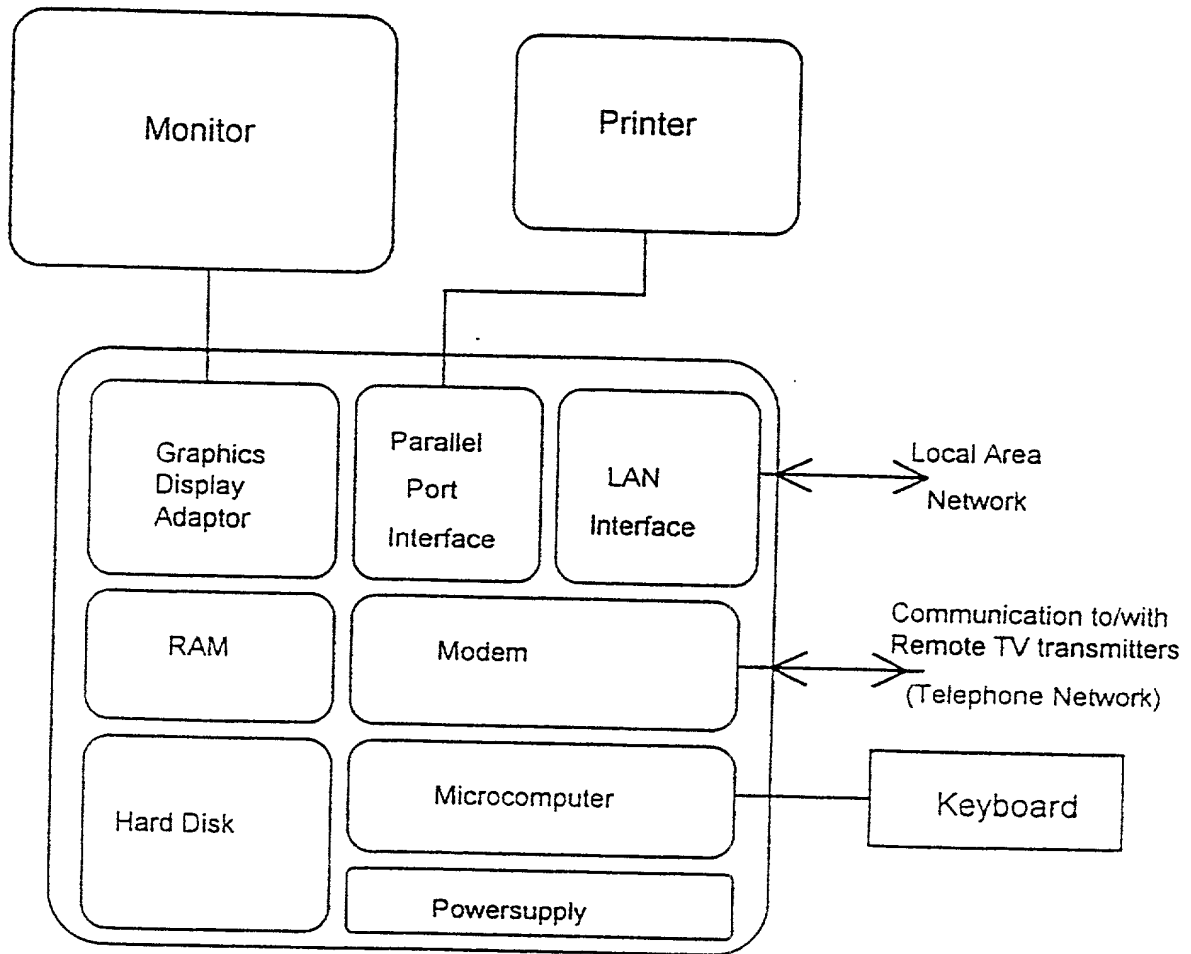 Monitor
Printer
Graphics
Display
Adaptor
Parallel
Port
Interface
LAN
Interface
Local Area
Network
RAM
Modem
Communication to/with
Remote TV transmitters
(Telephone Network)
Hard Disk
Microcomputer
Keyboard
Powersupply